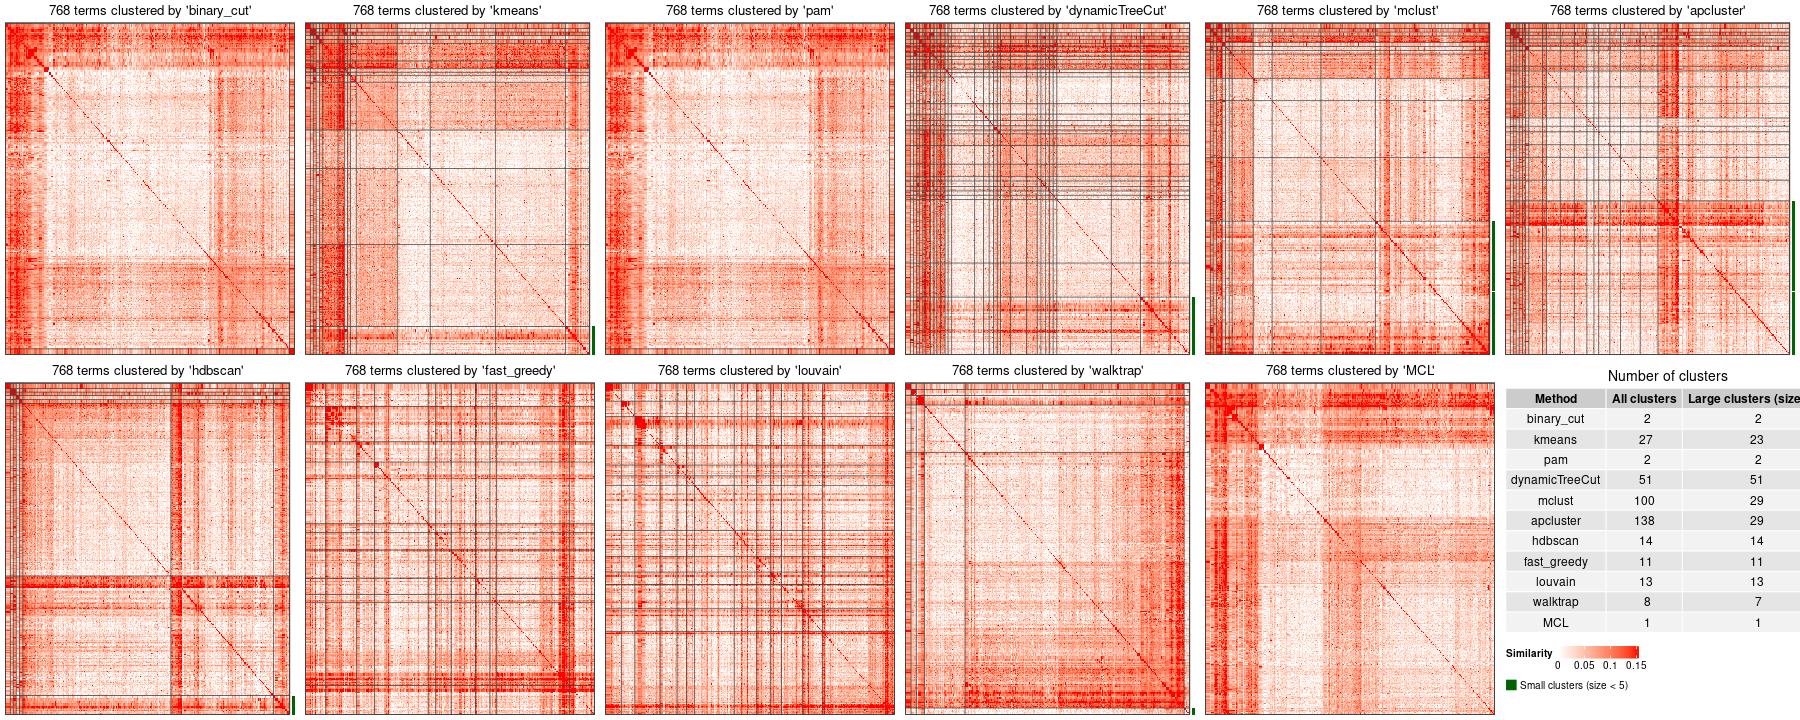 768 terms clustered by 'binary_cut'
768 terms clustered by 'kmeans'
768 terms clustered by 'pam'
768 terms clustered by 'dynamicTreeCut'
768 terms clustered by 'mclust'
768 terms clustered by 'apcluster'
768 terms clustered by 'hdbscan'
768 terms clustered by 'fast_greedy'
768 terms clustered by 'louvain'
768 terms clustered by 'walktrap'
768 terms clustered by 'MCL'
Number of clusters
Method All clusters Large clusters (size
binary_cut 2 2
kmeans 27 23
pam 2 2
dynamicTreeCut 51 51
mclust 100 29
apcluster 138 29
hdbscan 14 14
fast_greedy 11 11
louvain 13 13
walktrap 8 7
MCL 1 1
Similarity
0 0.05 0.1 0.15
Small clusters (size < 5)